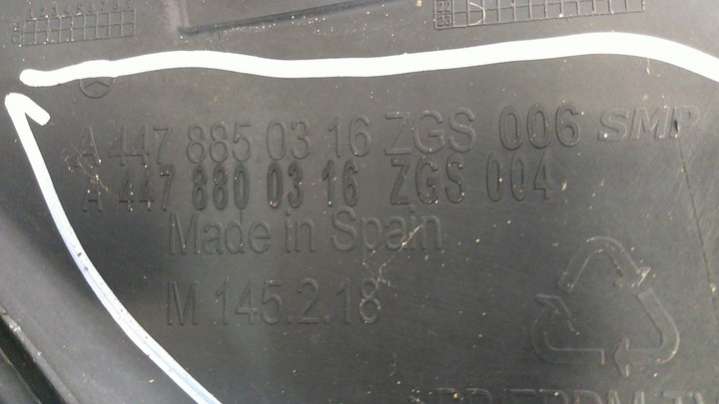 A 447 885 03 16 ZGS 006 SMP
A 447 880 03 16 ZGS 004
Made in Spain
M 145.2.18